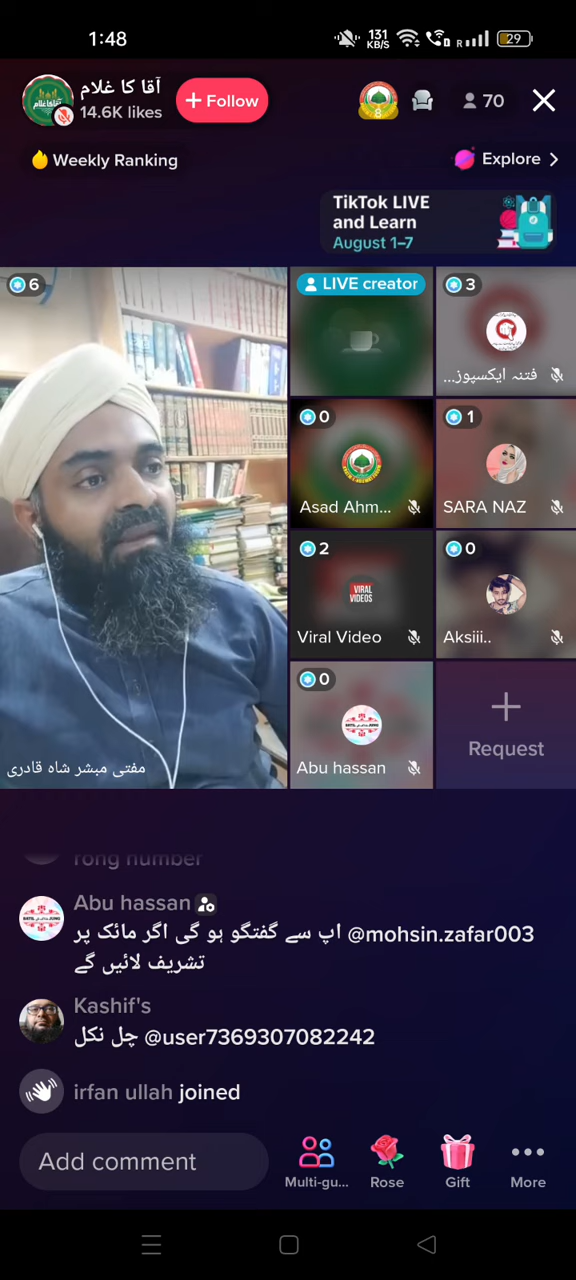 1:48
131
KB/S
R
29
آقا کا غلام
14.6K likes
+ Follow
8
70
Weekly Ranking
Explore >
TikTok LIVE
and Learn
August 1–7
6
LIVE creator
3
فتنہ ایکسپوز...
0
Asad Ahm...
1
SARA NAZ
2
VIRAL
VIDEOS
Viral Video
0
Aksiii..
مفتی مبشر شاہ قادری
0
Abu hassan
Request
rong number
Abu hassan
@mohsin.zafar003 اپ سے گفتگو ہو گی اگر مائک پر
تشریف لائیں گے
Kashif's
@user7369307082242 چل نکل
irfan ullah joined
Add comment
Multi-gu...
Rose
Gift
More